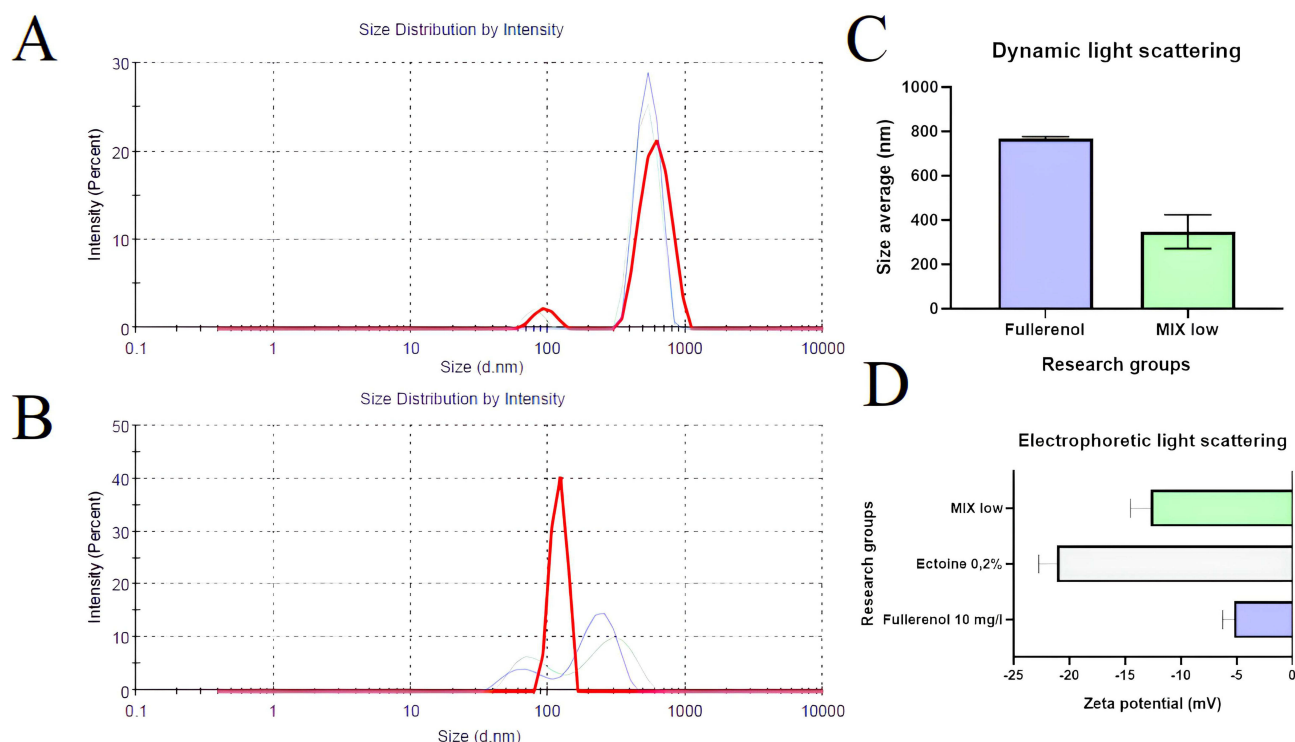 A
Size Distribution by Intensity
Intensity (Percent)
30
20
10
0
0.1 1 10 100 1000 10000
Size (d.nm)
B
Size Distribution by Intensity
Intensity (Percent)
50
40
30
20
10
0
0.1 1 10 100 1000 10000
Size (d.nm)
C
Dynamic light scattering
Size average (nm)
1000
800
600
400
200
0
Fullerenol MIX low
Research groups
D
Electrophoretic light scattering
Research groups
MIX low
Ectoine 0,2%
Fullerenol 10 mg/l
-25 -20 -15 -10 -5 0
Zeta potential (mV)